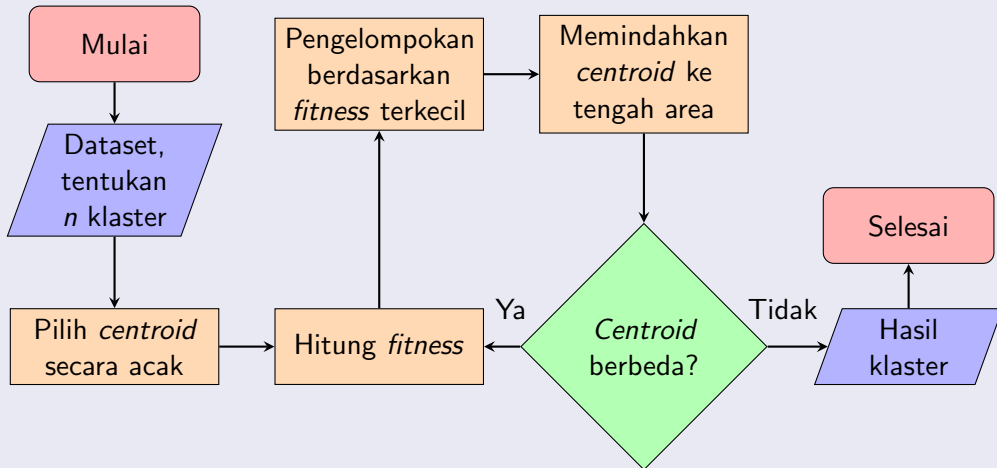 Mulai
Dataset,
tentukan
n klaster
Pilih centroid
secara acak
Hitung fitness
Pengelompokan
berdasarkan
fitness terkecil
Memindahkan
centroid ke
tengah area
Centroid
berbeda?
Ya
Tidak
Hasil
klaster
Selesai